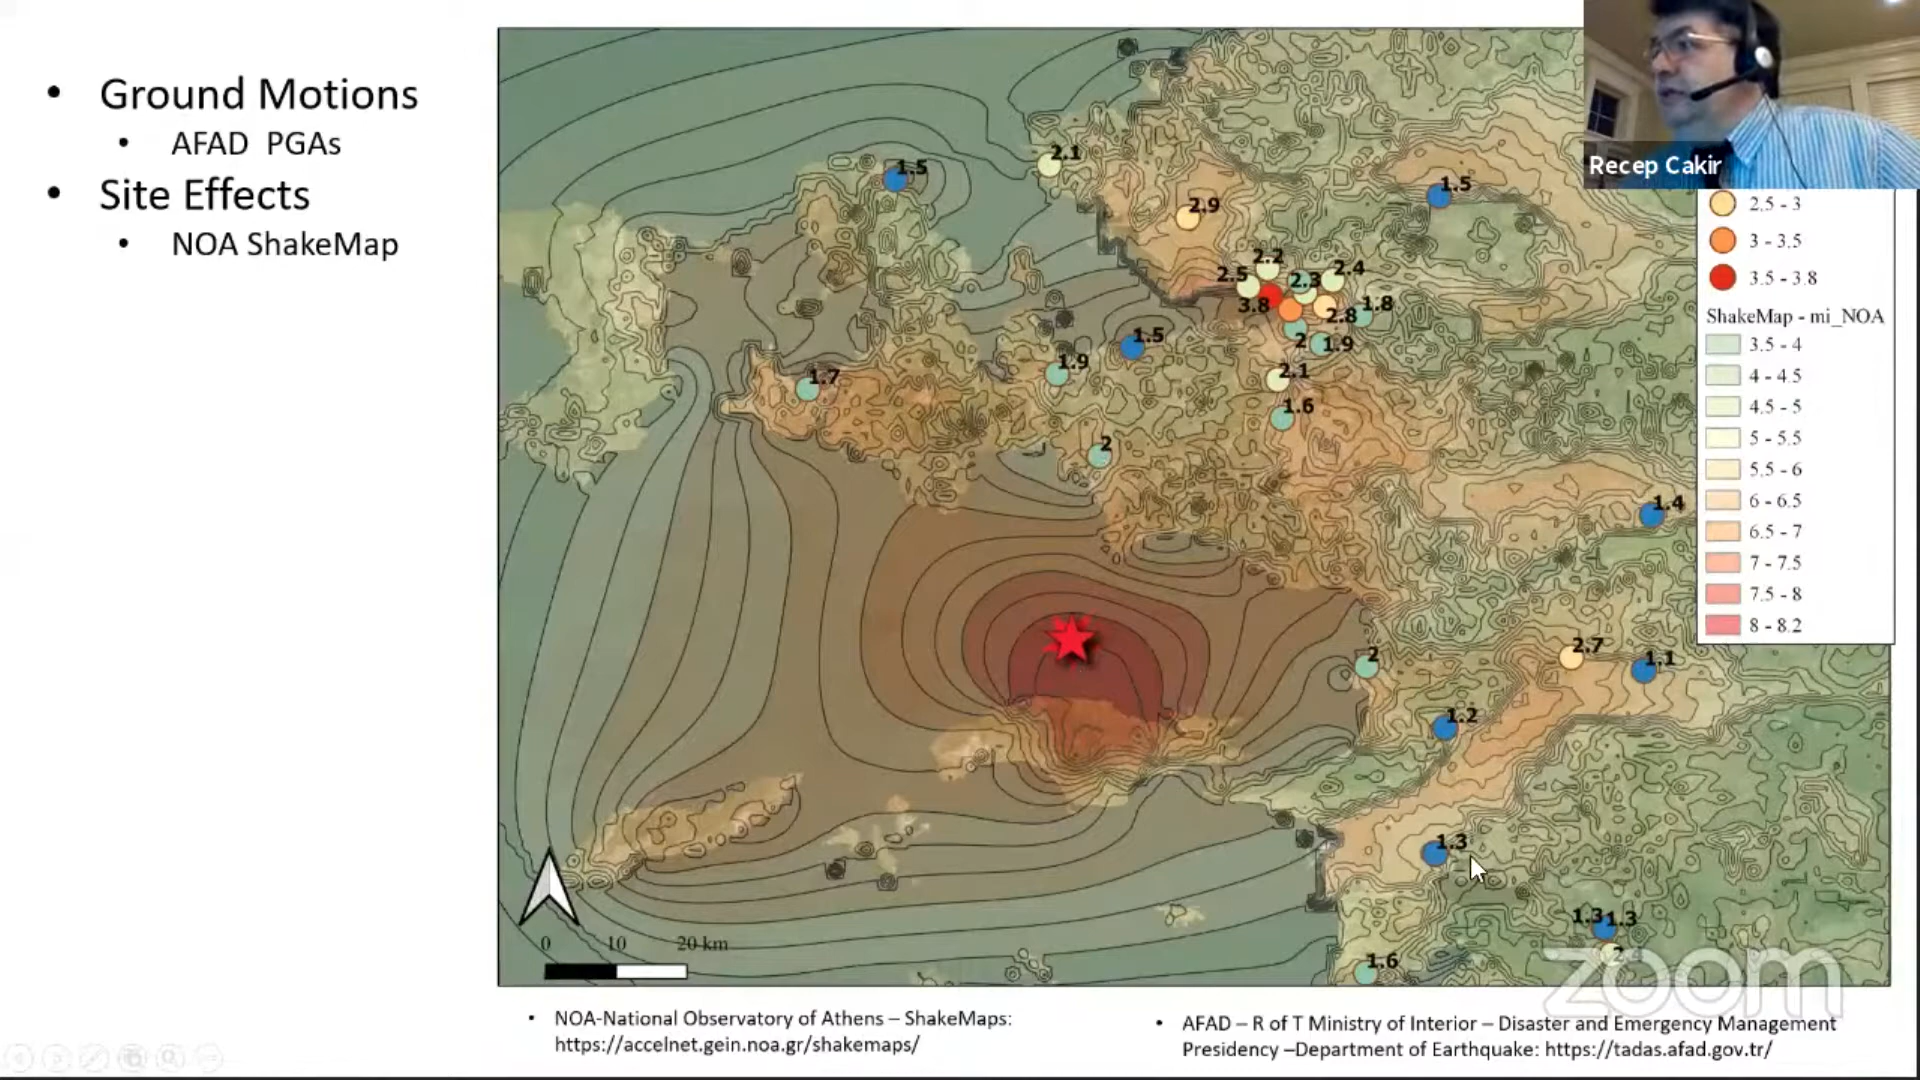 Ground Motions
AFAD PGAs
Site Effects
NOA ShakeMap
Recep Cakir
2.5 - 3
3 - 3.5
3.5 - 3.8
ShakeMap - mi_NOA
3.5 - 4
4 - 4.5
4.5 - 5
5 - 5.5
5.5 - 6
6 - 6.5
6.5 - 7
7 - 7.5
7.5 - 8
8 - 8.2
2.1
1.5
1.5
2.9
2.2
2.5
2.3
2.4
3.8
2.8
1.8
1.5
2
1.9
1.9
1.7
2.1
1.6
2
1.4
2
2.7
1.1
1.2
1.3
1.3
1.3
2
1.6
0 10 20 km
zoom
NOA-National Observatory of Athens – ShakeMaps:
https://accelnet.gein.noa.gr/shakemaps/
AFAD – R of T Ministry of Interior – Disaster and Emergency Management
Presidency –Department of Earthquake: https://tadas.afad.gov.tr/